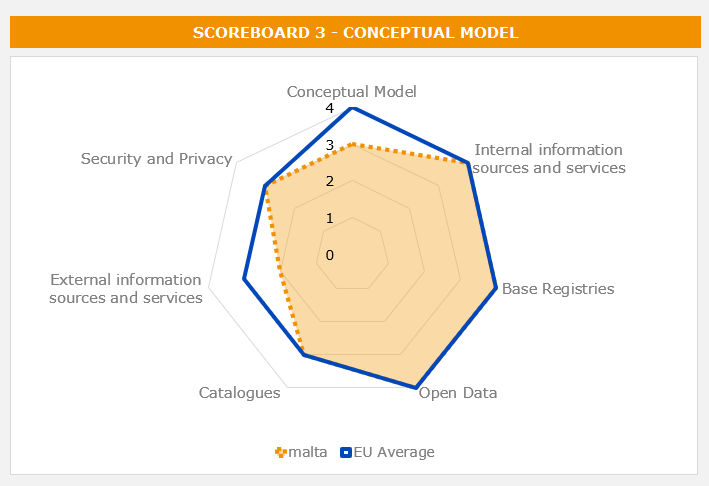 SCOREBOARD 3 - CONCEPTUAL MODEL
Conceptual Model
4
3
2
1
0
Internal information
sources and services
Base Registries
Open Data
Catalogues
External information
sources and services
Security and Privacy
malta
EU Average